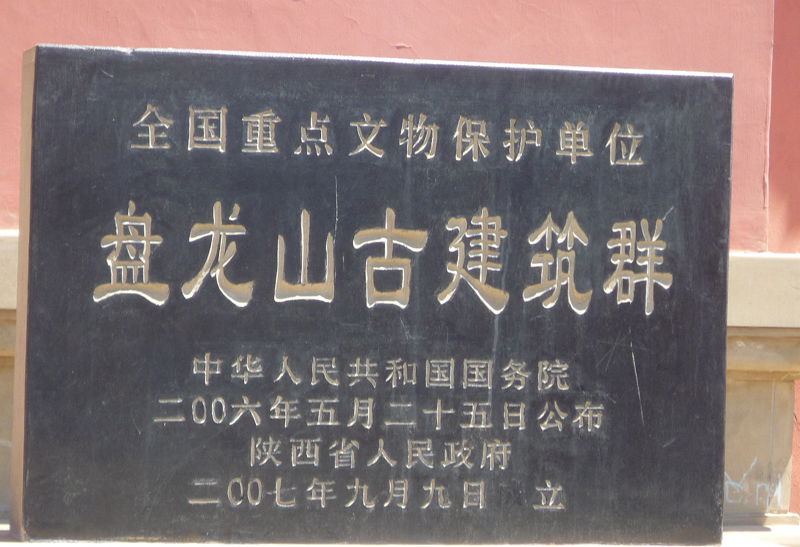 全国重点文物保护单位
盘龙山古建筑群
中华人民共和国国务院
二00六年五月二十五日公布
陕西省人民政府
二00七年九月九日 立